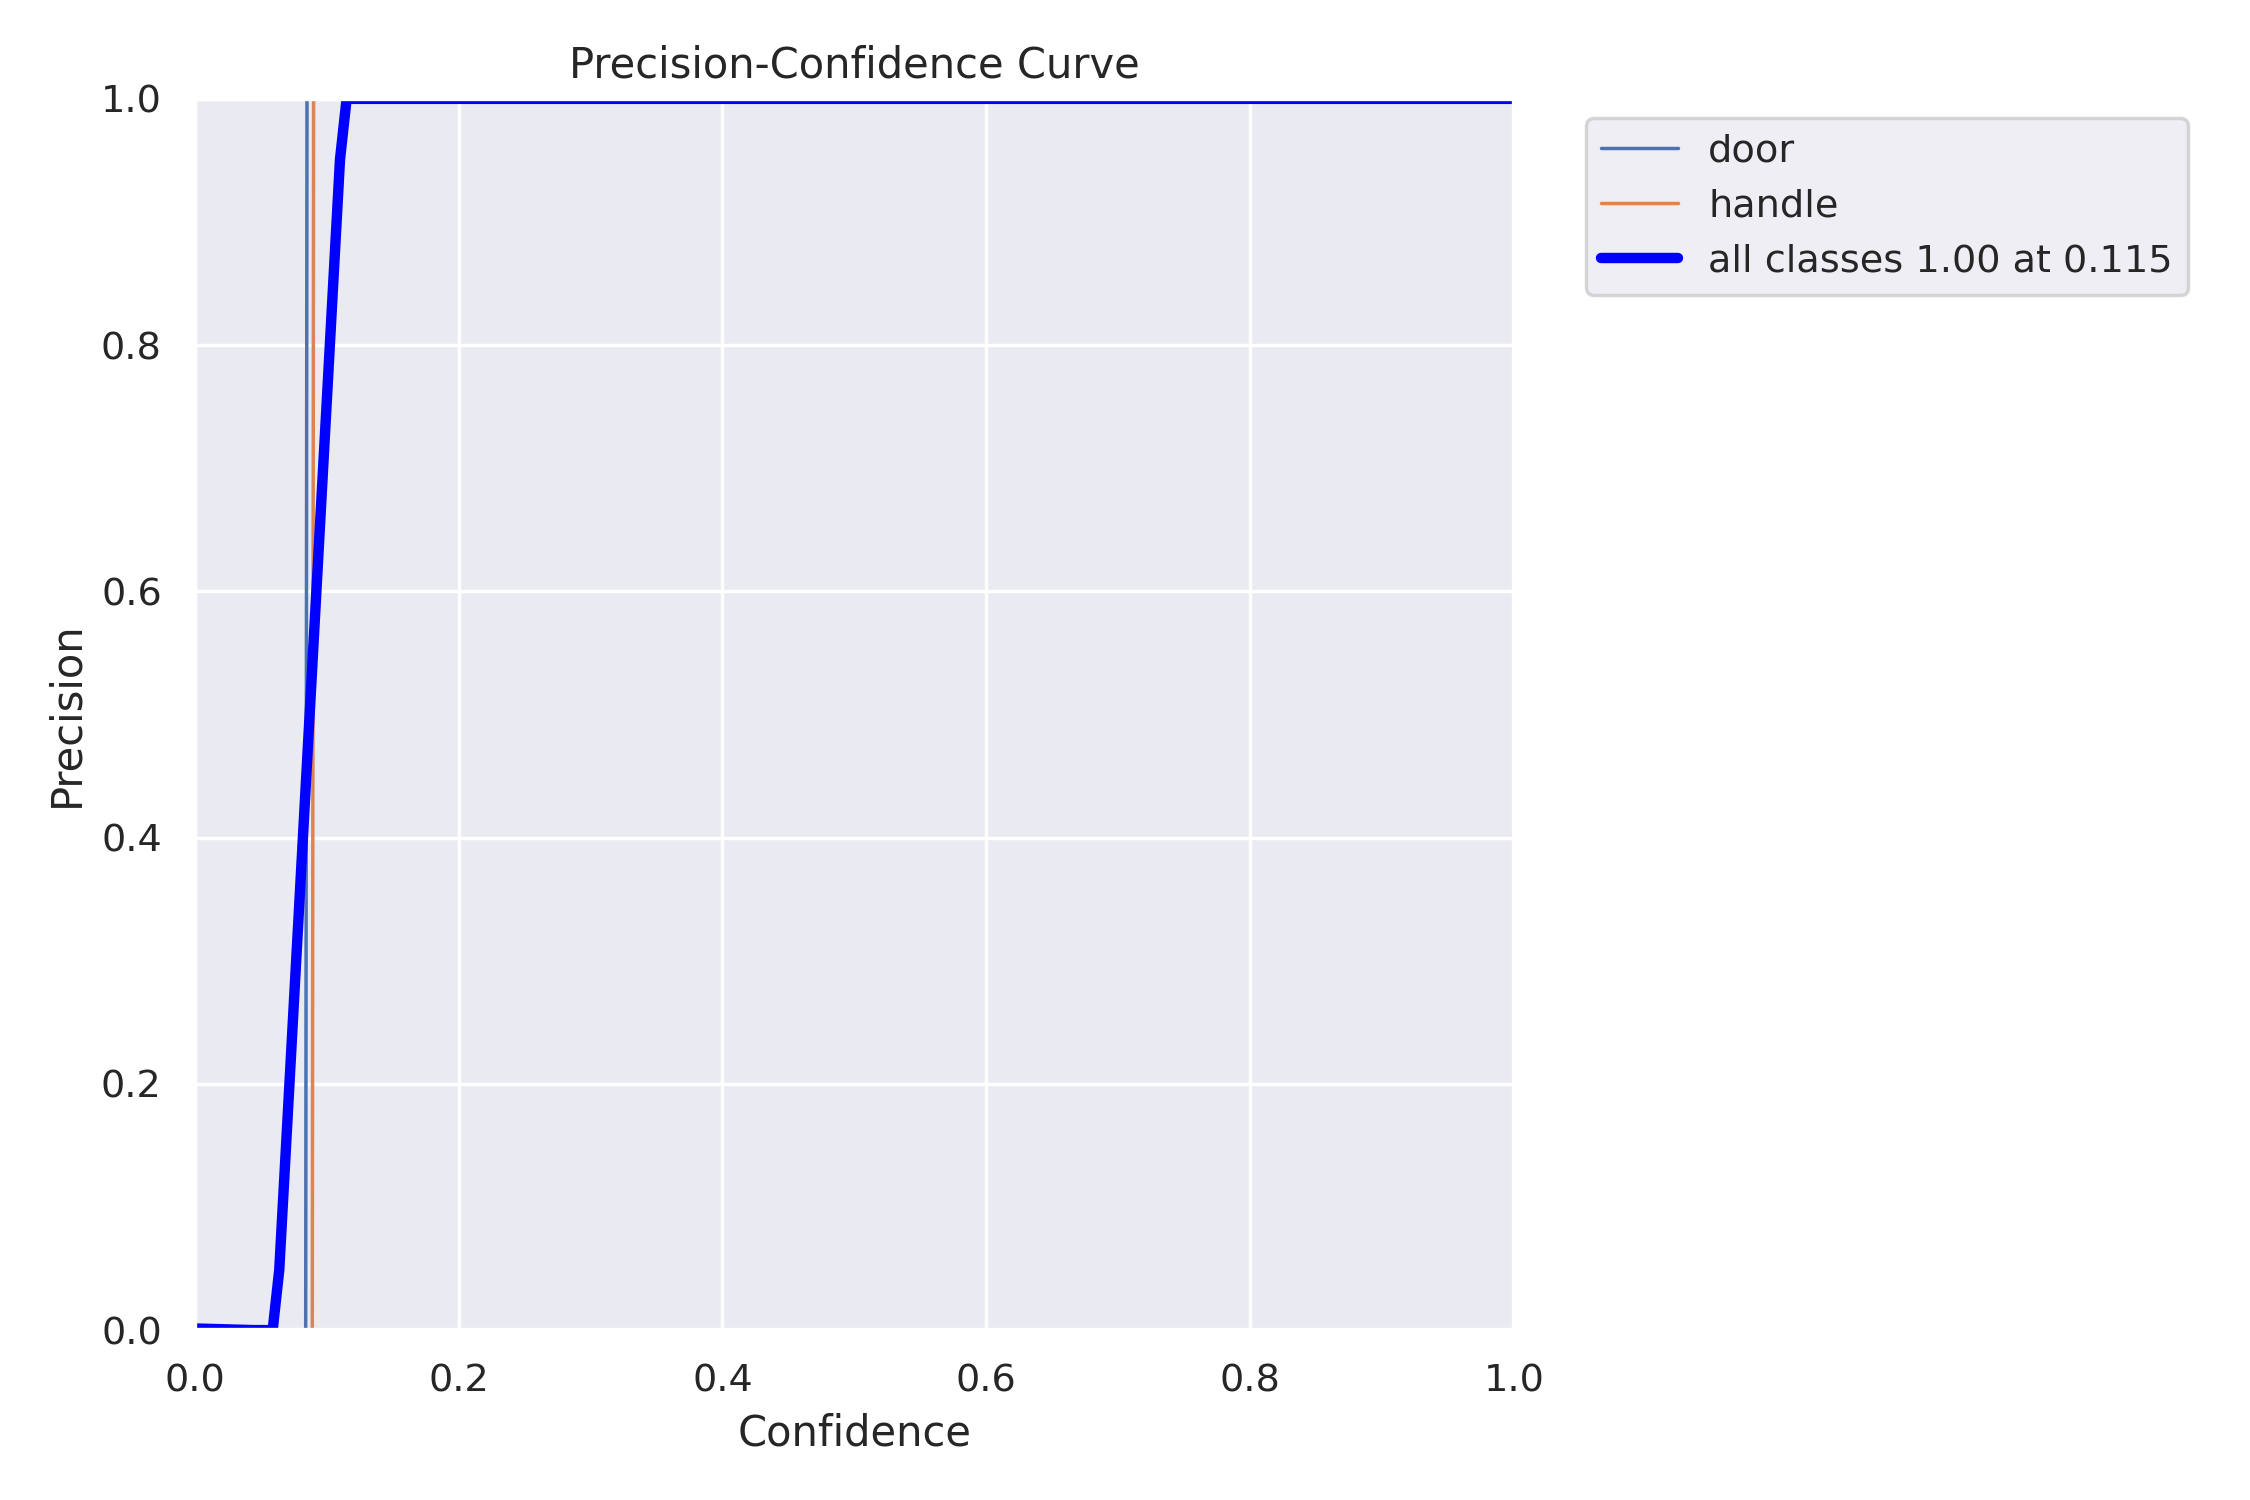 Precision-Confidence Curve
1.0
0.8
0.6
0.4
0.2
0.0
Precision
0.0 0.2 0.4 0.6 0.8 1.0
Confidence
door
handle
all classes 1.00 at 0.115